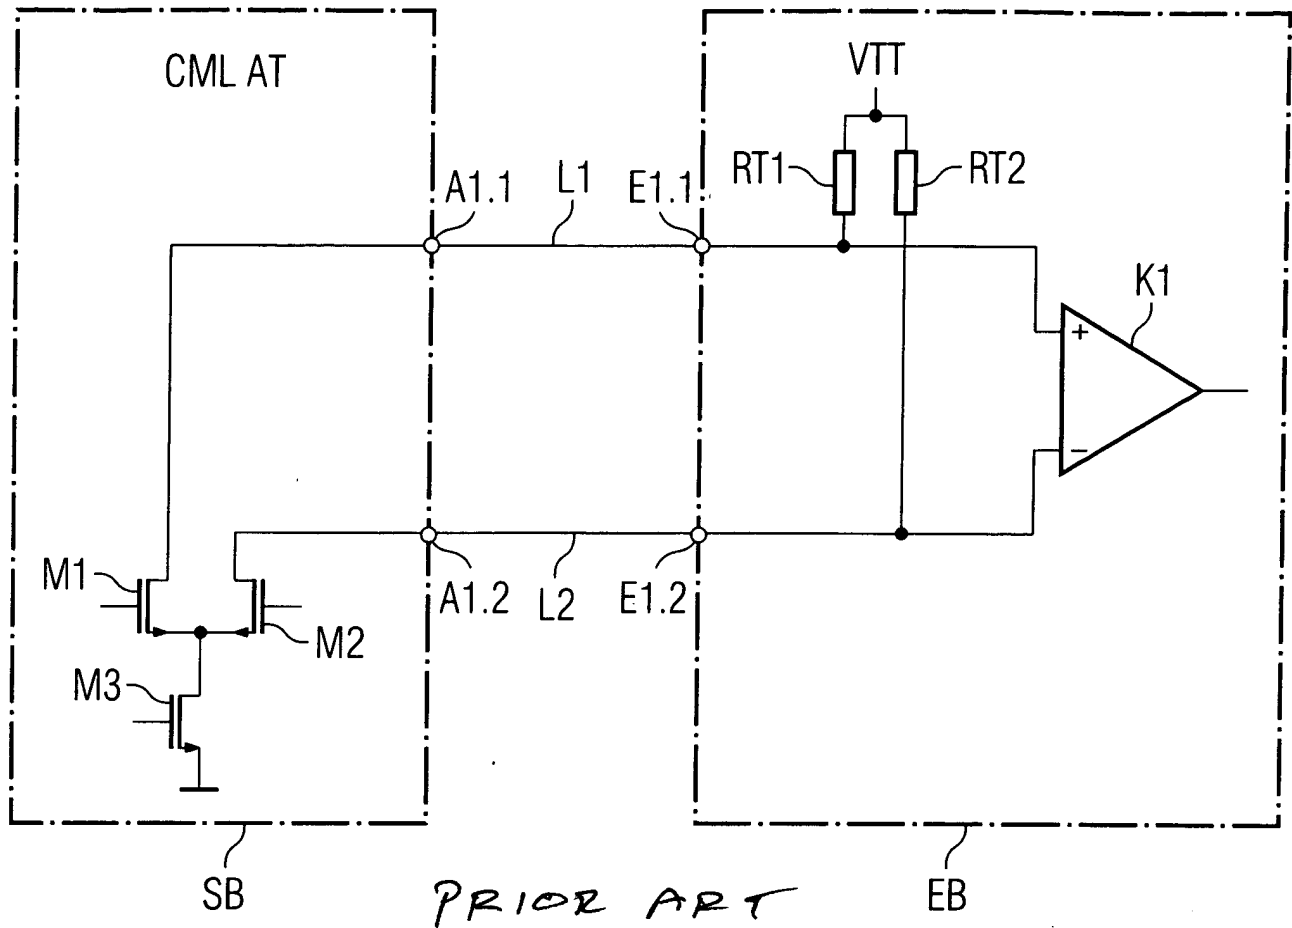 CML AT
VTT
RT1
RT2
A1.1
L1
E1.1
K1
+
−
M1
A1.2
L2
E1.2
M2
M3
SB
EB
PRIOR ART